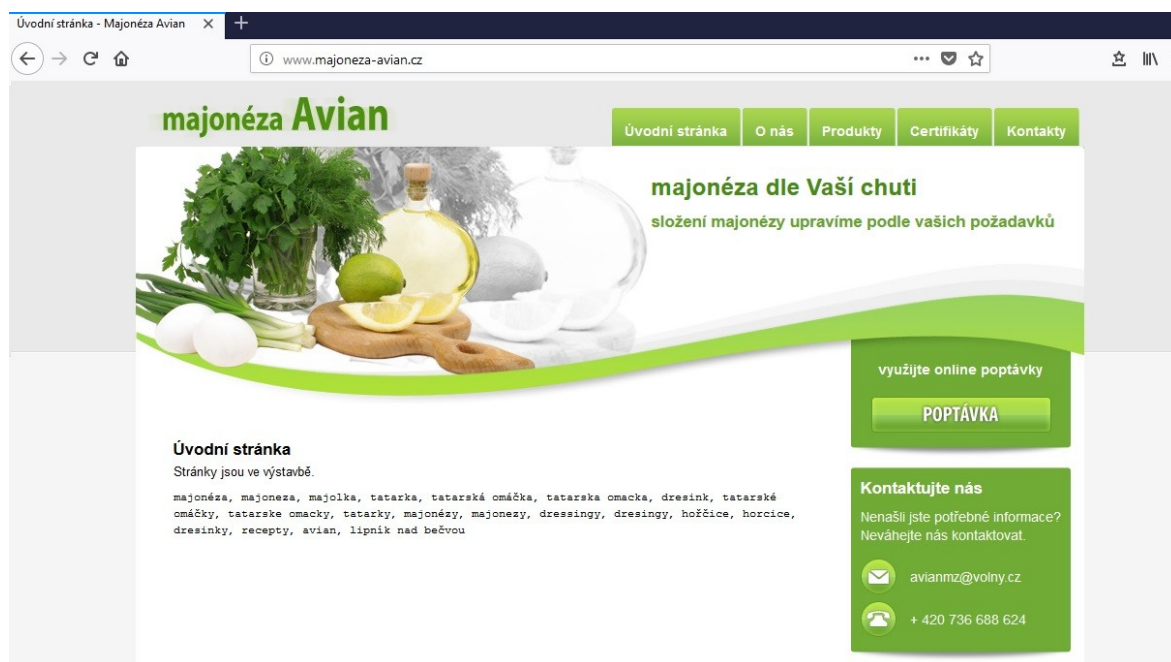 Úvodní stránka - Majonéza Avian
www.majoneza-avian.cz
majonéza Avian
Úvodní stránka O nás Produkty Certifikáty Kontakty
majonéza dle Vaší chuti
složení majonézy upravíme podle vašich požadavků
využijte online poptávky
POPTÁVKA
Úvodní stránka
Stránky jsou ve výstavbě.
majonéza, majoneza, majolka, tatarka, tatarská omáčka, tatarska omacka, dresink, tatarské
omáčky, tatarske omacky, tatarky, majonézy, majonezy, dressingy, dresingy, hořčice, horcice,
dresinky, recepty, avian, lipník nad bečvou
Kontaktujte nás
Nenašli jste potřebné informace?
Neváhejte nás kontaktovat.
avianmz@volny.cz
+ 420 736 688 624